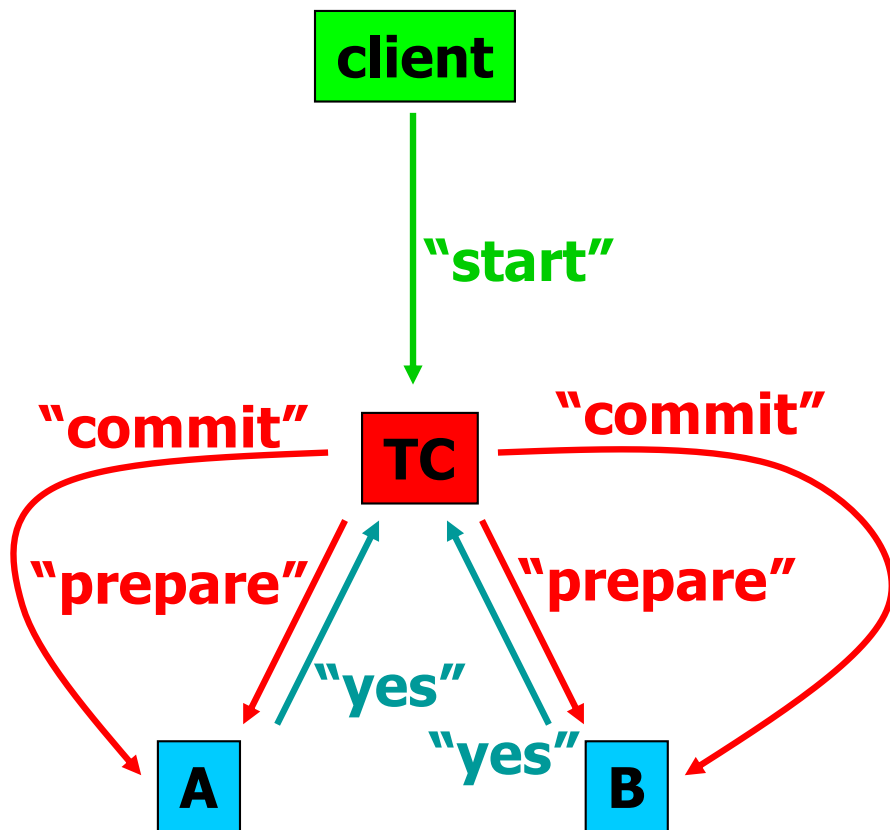 client
“start”
“commit”
“commit”
TC
“prepare”
“prepare”
“yes”
“yes”
A
B